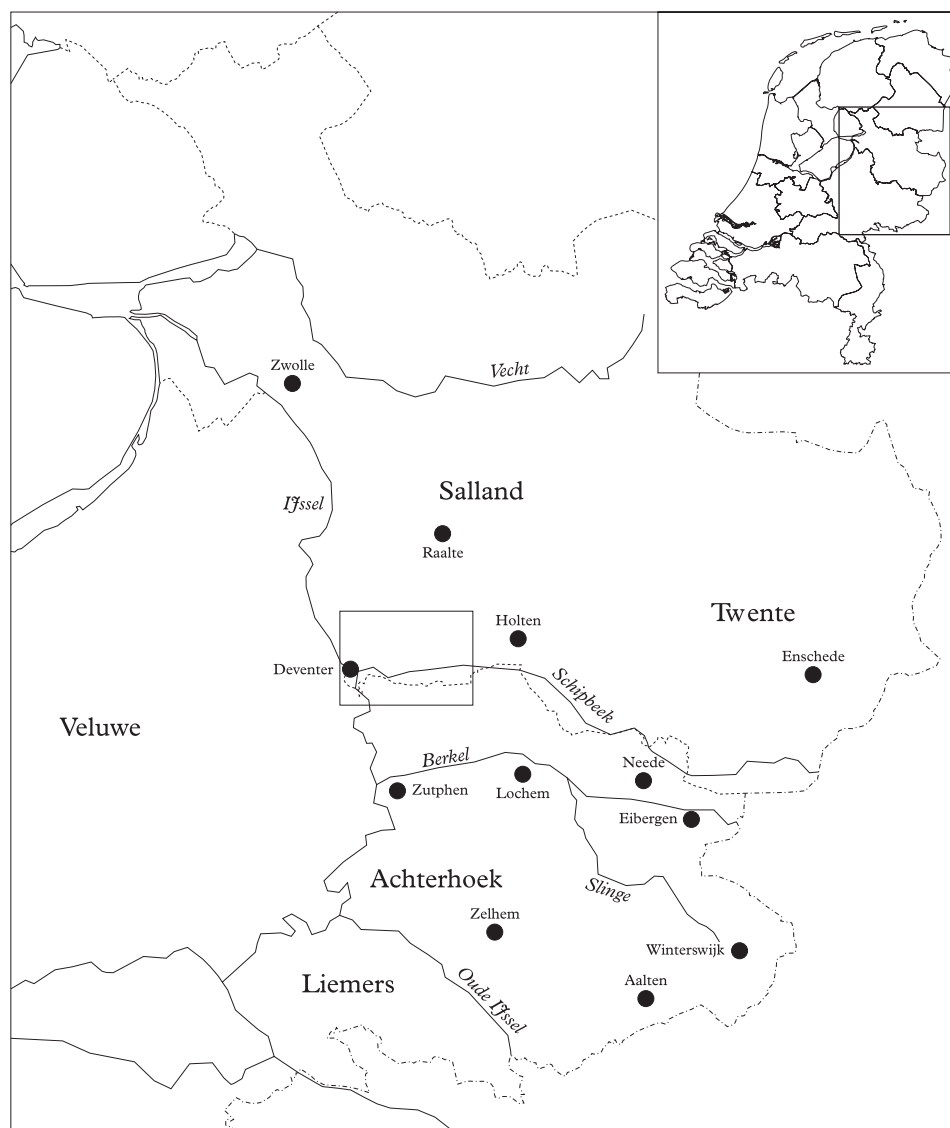 Zwolle
Vecht
IJssel
Salland
Raalte
Twente
Holten
Enschede
Deventer
Schipbeek
Veluwe
Berkel
Neede
Zutphen
Lochem
Eibergen
Achterhoek
Slinge
Zelhem
Winterswijk
Liemers
Oude IJssel
Aalten